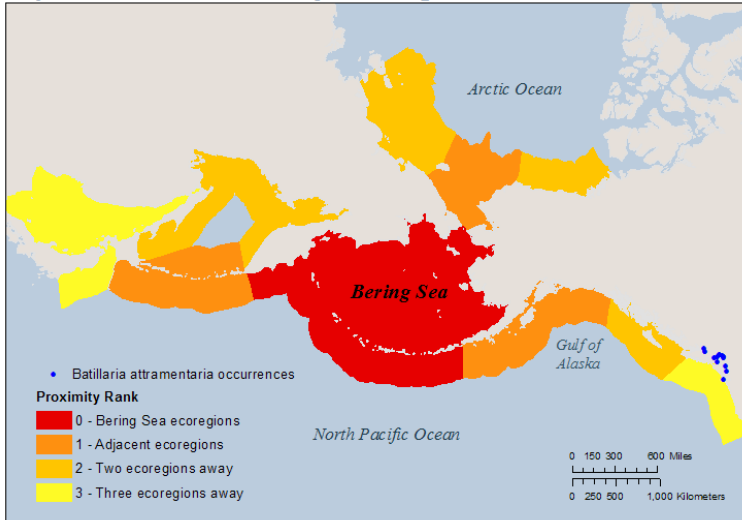 Arctic Ocean
Bering Sea
Gulf of
Alaska
Batillaria attramentaria occurrences
Proximity Rank
0 - Bering Sea ecoregions
1 - Adjacent ecoregions
2 - Two ecoregions away
3 - Three ecoregions away
North Pacific Ocean
0 150 300 600 Miles
0 250 500 1,000 Kilometers